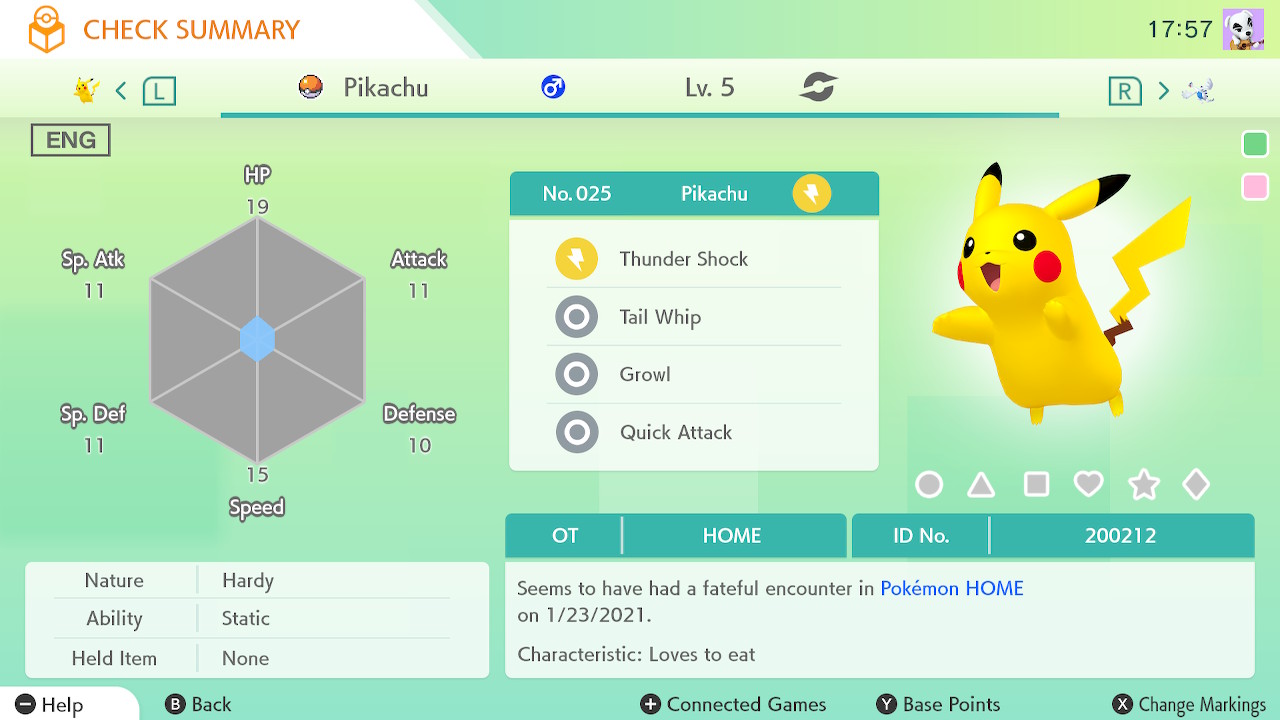 CHECK SUMMARY
17:57
L
Pikachu
Lv. 5
R
ENG
HP
19
Sp. Atk
11
Attack
11
Sp. Def
11
Defense
10
15
Speed
No. 025 Pikachu
Thunder Shock
Tail Whip
Growl
Quick Attack
OT HOME
ID No. 200212
Nature Hardy
Ability Static
Held Item None
Seems to have had a fateful encounter in Pokémon HOME
on 1/23/2021.
Characteristic: Loves to eat
Help
B Back
Connected Games
Y Base Points
X Change Markings